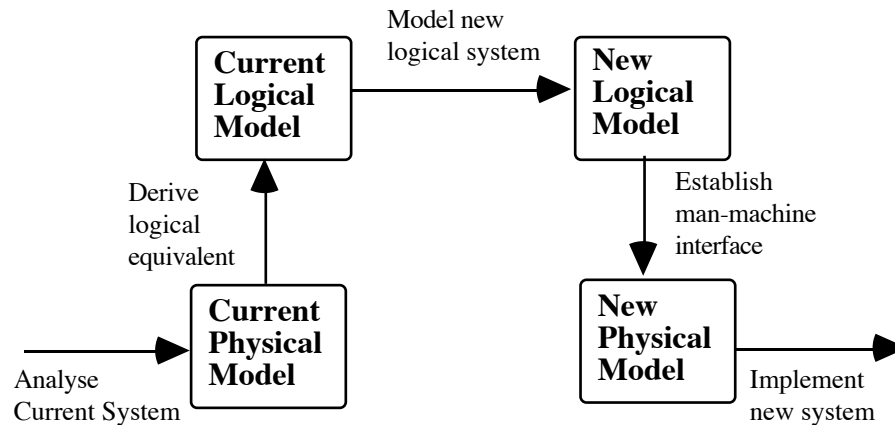 Model new
logical system
Current
Logical
Model
New
Logical
Model
Derive
logical
equivalent
Establish
man-machine
interface
Current
Physical
Model
New
Physical
Model
Analyse
Current System
Implement
new system